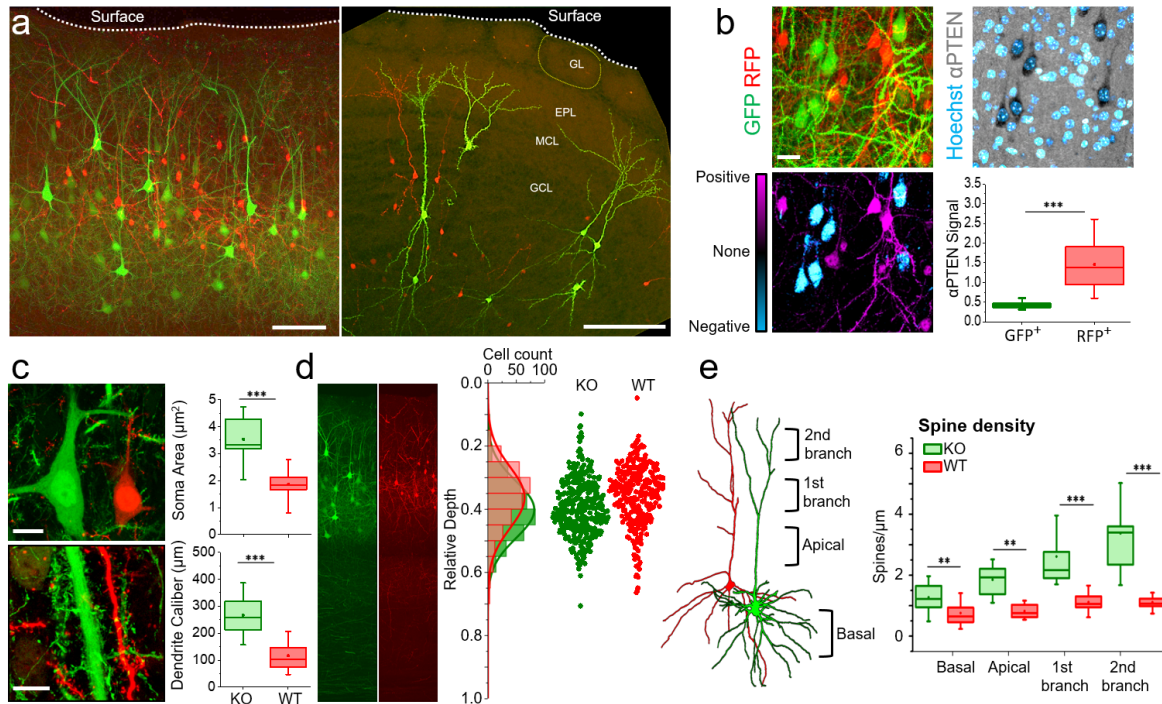 a
Surface
Surface
GL
EPL
MCL
GCL
b
GFP RFP
Hoechst αPTEN
Positive
None
Negative
αPTEN Signal
3.5
3.0
2.5
2.0
1.5
1.0
0.5
0.0
***
GFP+
RFP+
c
Soma Area (μm²)
5
4
3
2
1
0
***
Dendrite Caliber (μm)
500
400
300
200
100
0
***
KO
WT
d
Cell count
0
50
100
Relative Depth
0.0
0.2
0.4
0.6
0.8
1.0
KO
WT
e
2nd
branch
1st
branch
Apical
Basal
Spine density
KO
WT
Spines/μm
6
4
2
0
**
**
***
***
Basal
Apical
1st
branch
2nd
branch